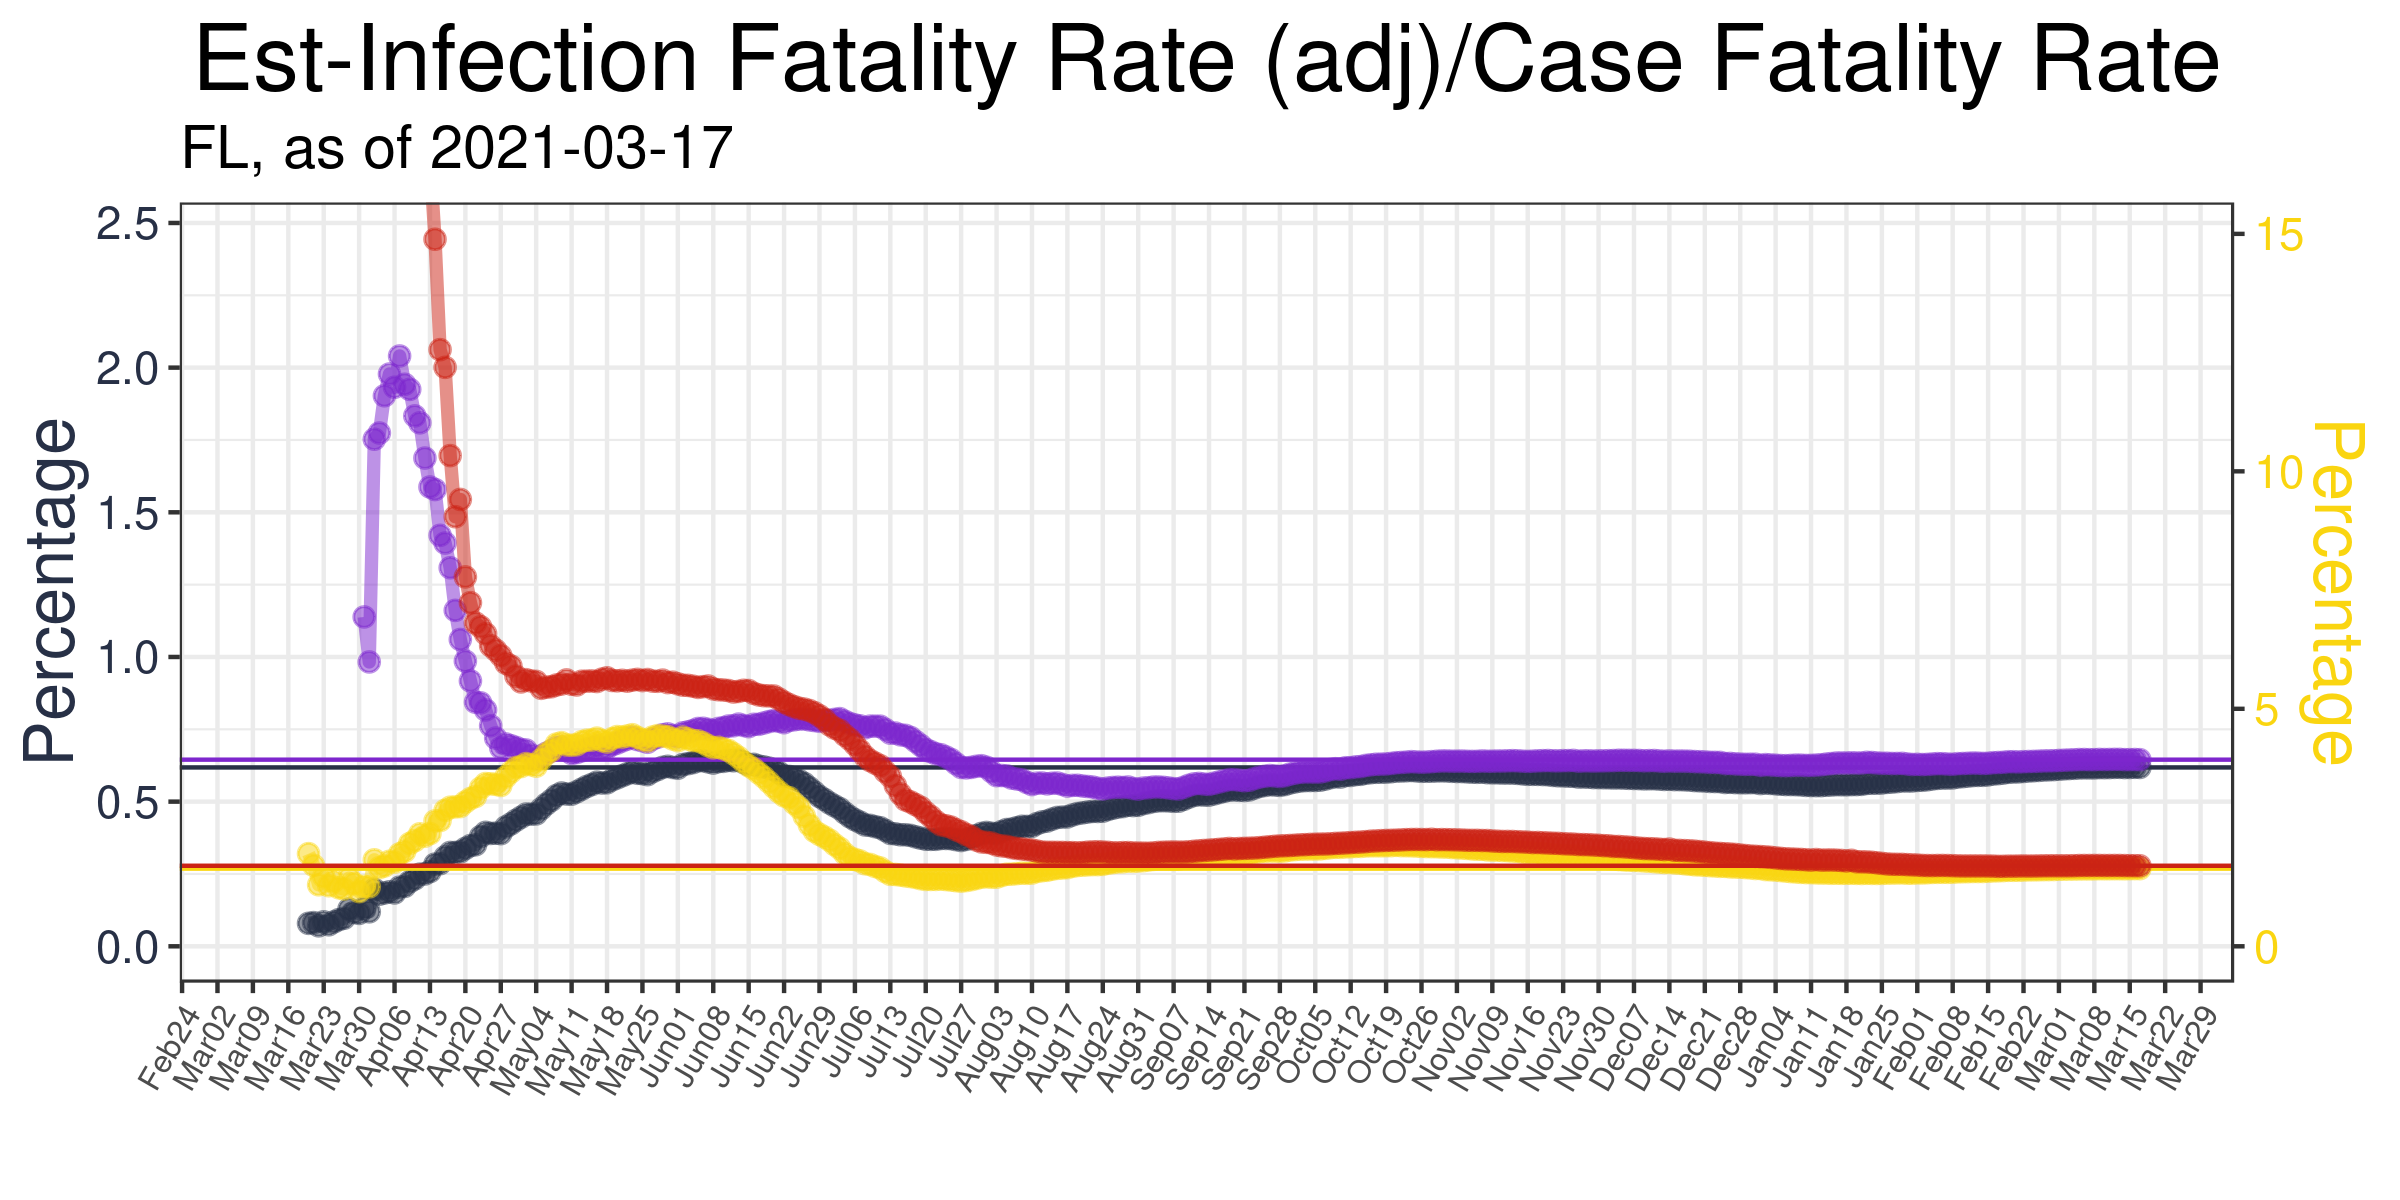 Est-Infection Fatality Rate (adj)/Case Fatality Rate
FL, as of 2021-03-17
Percentage
2.5
2.0
1.5
1.0
0.5
0.0
15
10
5
0
Percentage
Feb24
Mar02
Mar09
Mar16
Mar23
Mar30
Apr06
Apr13
Apr20
Apr27
May04
May11
May18
May25
Jun01
Jun08
Jun15
Jun22
Jun29
Jul06
Jul13
Jul20
Jul27
Aug03
Aug10
Aug17
Aug24
Aug31
Sep07
Sep14
Sep21
Sep28
Oct05
Oct12
Oct19
Oct26
Nov02
Nov09
Nov16
Nov23
Nov30
Dec07
Dec14
Dec21
Dec28
Jan04
Jan11
Jan18
Jan25
Feb01
Feb08
Feb15
Feb22
Mar01
Mar08
Mar15
Mar22
Mar29